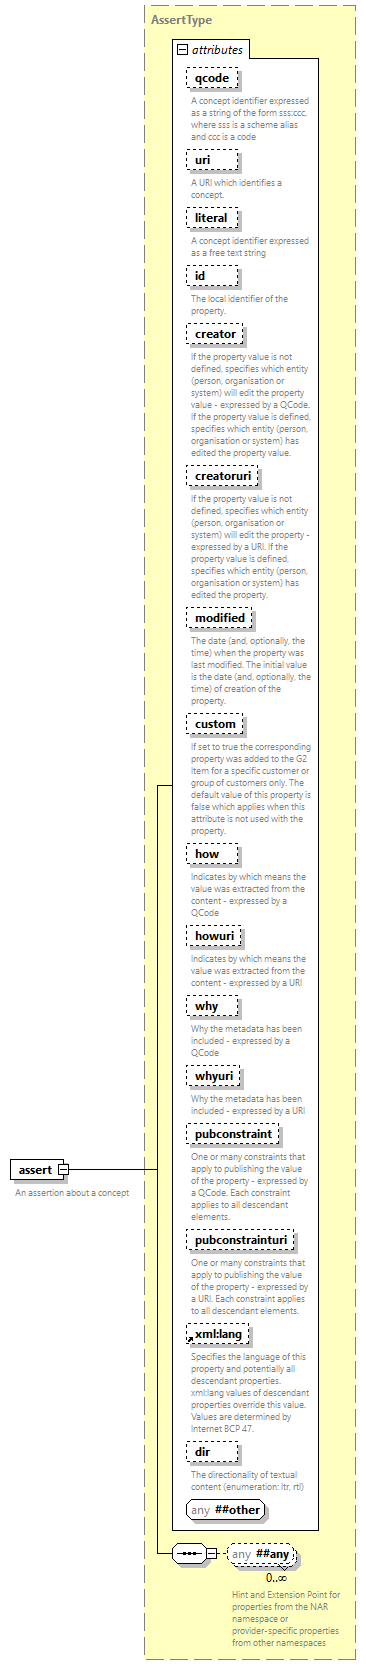 AssertType
attributes
qcode
A concept identifier expressed
as a string of the form sss:ccc.
where sss is a scheme alias
and ccc is a code
uri
A URI which identifies a
concept.
literal
A concept identifier expressed
as a free text string
id
The local identifier of the
property.
creator
If the property value is not
defined, specifies which entity
(person, organisation or
system) will edit the property
value - expressed by a QCode.
If the property value is defined,
specifies which entity (person,
organisation or system) has
edited the property value.
creatoruri
If the property value is not
defined, specifies which entity
(person, organisation or
system) will edit the property -
expressed by a URI. If the
property value is defined,
specifies which entity (person,
organisation or system) has
edited the property.
modified
The date (and, optionally, the
time) when the property was
last modified. The initial value
is the date (and, optionally, the
time) of creation of the
property.
custom
If set to true the corresponding
property was added to the G2
Item for a specific customer or
group of customers only. The
default value of this property is
false which applies when this
attribute is not used with the
property.
how
Indicates by which means the
value was extracted from the
content - expressed by a
QCode
howuri
Indicates by which means the
value was extracted from the
content - expressed by a URI
why
Why the metadata has been
included - expressed by a
QCode
whyuri
Why the metadata has been
included - expressed by a URI
pubconstraint
One or many constraints that
apply to publishing the value
of the property - expressed by
a QCode. Each constraint
applies to all descendant
elements.
pubconstrainturi
One or many constraints that
apply to publishing the value
of the property - expressed by
a URI. Each constraint applies
to all descendant elements.
xml:lang
Specifies the language of this
property and potentially all
descendant properties.
xml:lang values of descendant
properties override this value.
Values are determined by
Internet BCP 47.
dir
The directionality of textual
content (enumeration: ltr, rtl)
any ##other
assert
An assertion about a concept
any ##any
0..∞
Hint and Extension Point for
properties from the NAR
namespace or
provider-specific properties
from other namespaces